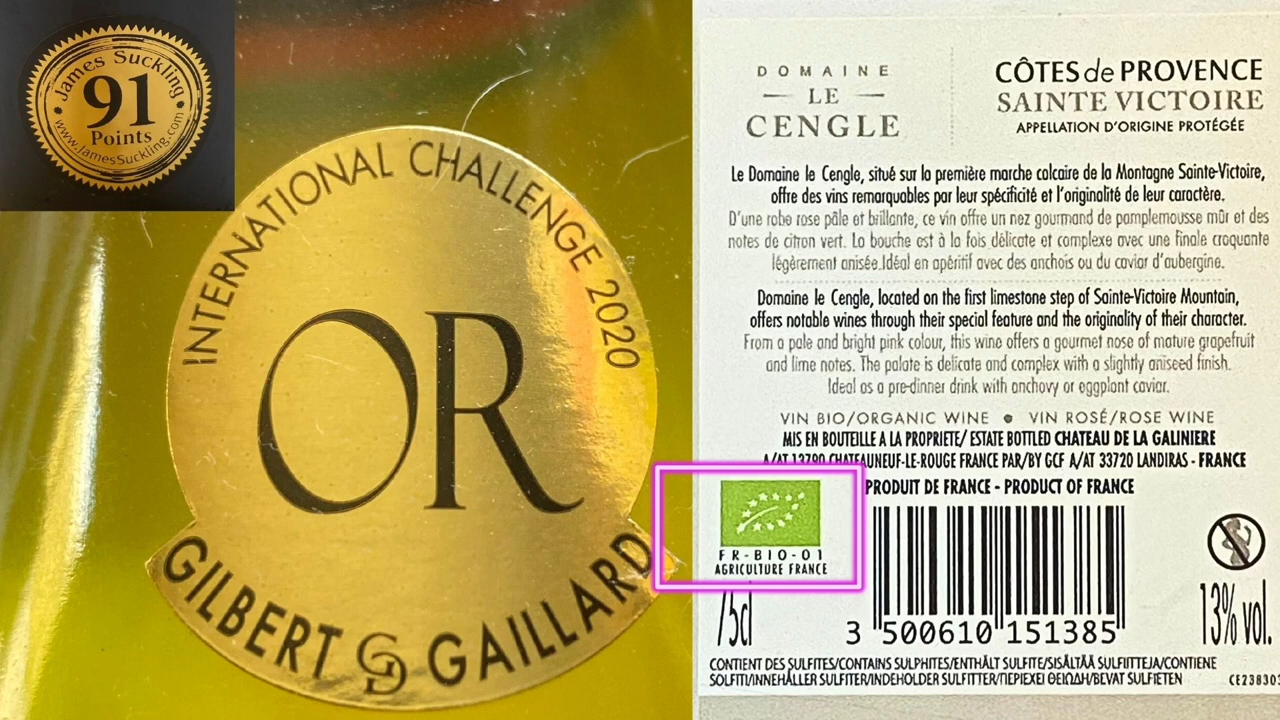 James Suckling
91
Points
www.JamesSuckling.com
INTERNATIONAL CHALLENGE 2020
OR
GILBERT GG GAILLARD
DOMAINE
LE
CENGLE
CÔTES de PROVENCE
SAINTE VICTOIRE
APPELLATION D'ORIGINE PROTÉGÉE
Le Domaine le Cengle, situé sur la première marche calcaire de la Montagne Sainte-Victoire,
offre des vins remarquables par leur spécificité et l'originalité de leur caractère.
D'une robe rose pâle et brillante, ce vin offre un nez gourmand de pamplemousse mûr et des
notes de citron vert. La bouche est à la fois délicate et complexe avec une finale croquante
légèrement anisée.Idéal en apéritif avec des anchois ou du caviar d'aubergine.
Domaine le Cengle, located on the first limestone step of Sainte-Victoire Mountain,
offers notable wines through their special feature and the originality of their character.
From a pale and bright pink colour, this wine offers a gourmet nose of mature grapefruit
and lime notes. The palate is delicate and complex with a slightly aniseed finish.
Ideal as a pre-dinner drink with anchovy or eggplant caviar.
VIN BIO/ORGANIC WINE ● VIN ROSÉ/ROSE WINE
MIS EN BOUTEILLE A LA PROPRIETE/ ESTATE BOTTLED CHATEAU DE LA GALINIERE
A/AT 13790 CHATEAUNEUF-LE-ROUGE FRANCE PAR/BY GCF A/AT 33720 LANDIRAS - FRANCE
PRODUIT DE FRANCE - PRODUCT OF FRANCE
FR-BIO-01
AGRICULTURE FRANCE
75cl
3 500610 151385
13% vol.
CONTIENT DES SULFITES/CONTAINS SULPHITES/ENTHÄLT SULFITE/SISÄLTÄÄ SULFIITTEJA/CONTIENE
SOLFITI/INNEHÅLLER SULFITER/INDEHOLDER SULFITTER/ΠΕΡΙΕΧΕΙ ΘΕΙΩΔΗ/BEVAT SULFIETEN